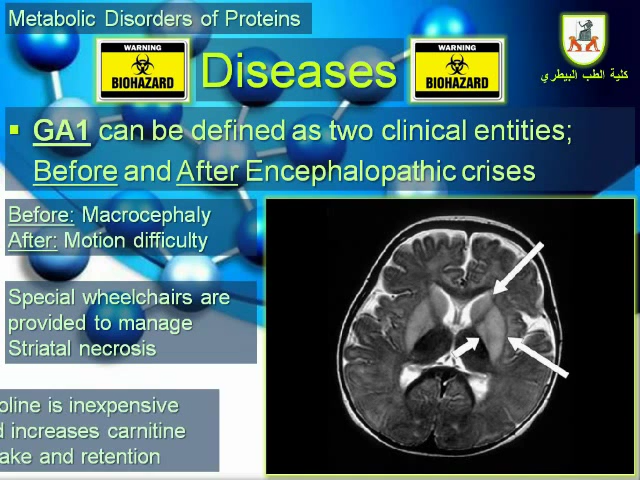 Metabolic Disorders of Proteins
WARNING
BIOHAZARD
Diseases
WARNING
BIOHAZARD
كلية الطب البيطري
GA1 can be defined as two clinical entities;
Before and After Encephalopathic crises
Before: Macrocephaly
After: Motion difficulty
Special wheelchairs are
provided to manage
Striatal necrosis
oline is inexpensive
d increases carnitine
ake and retention